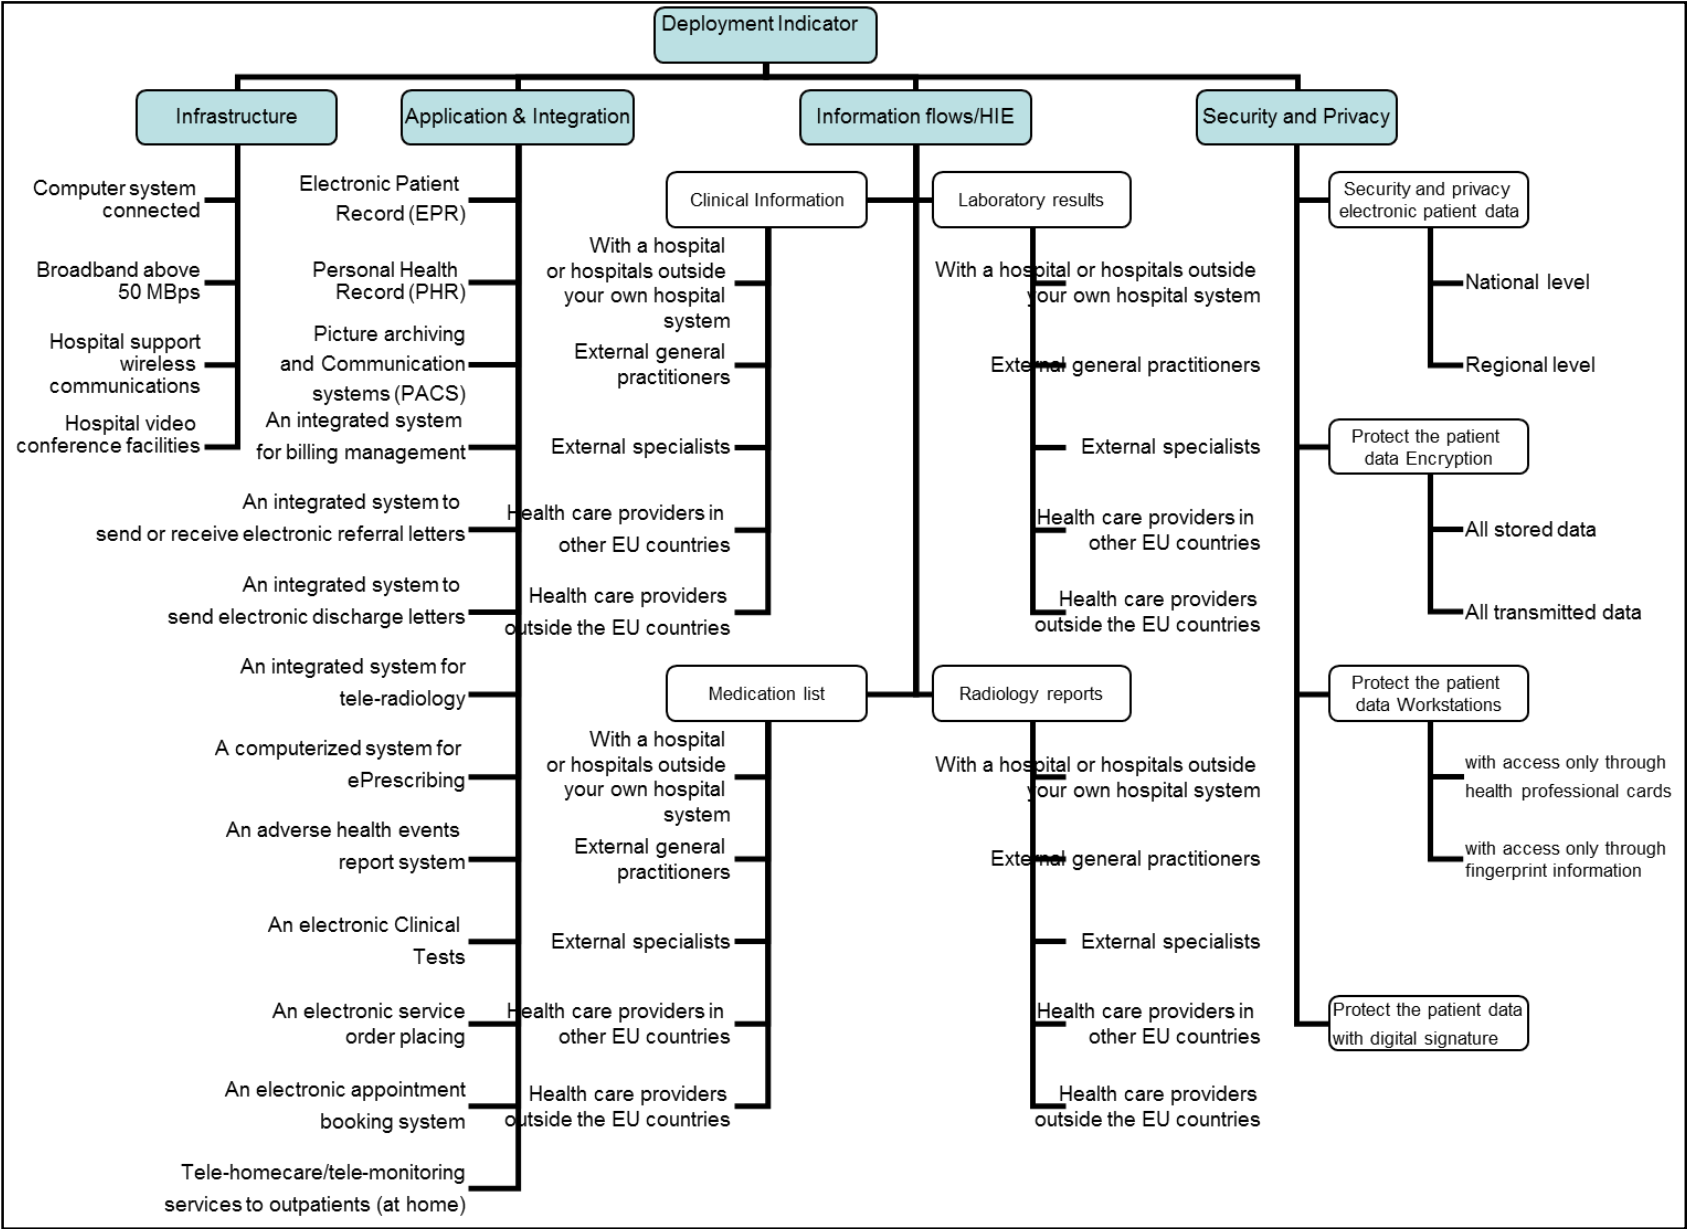 Deployment Indicator
Infrastructure
Computer system
connected
Broadband above
50 MBps
Hospital support
wireless
communications
Hospital video
conference facilities
Application & Integration
Electronic Patient
Record (EPR)
Personal Health
Record (PHR)
Picture archiving
and Communication
systems (PACS)
An integrated system
for billing management
An integrated system to
send or receive electronic referral letters
An integrated system to
send electronic discharge letters
An integrated system for
tele-radiology
A computerized system for
ePrescribing
An adverse health events
report system
An electronic Clinical
Tests
An electronic service
order placing
An electronic appointment
booking system
Tele-homecare/tele-monitoring
services to outpatients (at home)
Information flows/HIE
Clinical Information
With a hospital
or hospitals outside
your own hospital
system
External general
practitioners
External specialists
Health care providers in
other EU countries
Health care providers
outside the EU countries
Laboratory results
With a hospital or hospitals outside
your own hospital system
External general practitioners
External specialists
Health care providers in
other EU countries
Health care providers
outside the EU countries
Medication list
With a hospital
or hospitals outside
your own hospital
system
External general
practitioners
External specialists
Health care providers in
other EU countries
Health care providers
outside the EU countries
Radiology reports
With a hospital or hospitals outside
your own hospital system
External general practitioners
External specialists
Health care providers in
other EU countries
Health care providers
outside the EU countries
Security and Privacy
Security and privacy
electronic patient data
National level
Regional level
Protect the patient
data Encryption
All stored data
All transmitted data
Protect the patient
data Workstations
with access only through
health professional cards
with access only through
fingerprint information
Protect the patient data
with digital signature